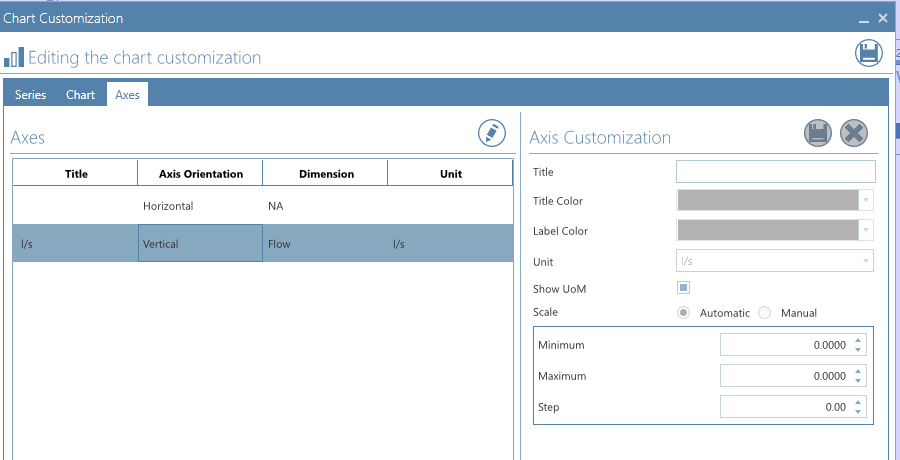 Chart Customization
Editing the chart customization
Series Chart Axes
Axes
Title Axis Orientation Dimension Unit
Horizontal NA
l/s Vertical Flow l/s
Axis Customization
Title
Title Color
Label Color
Unit l/s
Show UoM
Scale Automatic Manual
Minimum 0.0000
Maximum 0.0000
Step 0.00